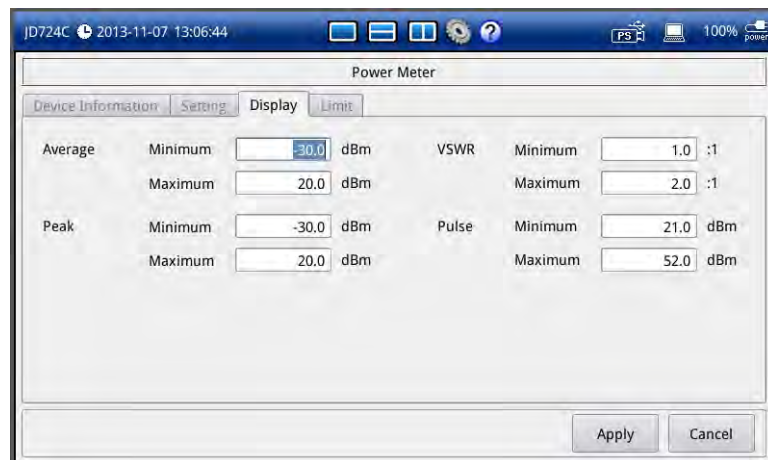 JD724C 2013-11-07 13:06:44 ? PS 100% power
Power Meter
Device Information Setting Display Limit
Average Minimum -30.0 dBm VSWR Minimum 1.0 :1
Maximum 20.0 dBm Maximum 2.0 :1
Peak Minimum -30.0 dBm Pulse Minimum 21.0 dBm
Maximum 20.0 dBm Maximum 52.0 dBm
Apply Cancel